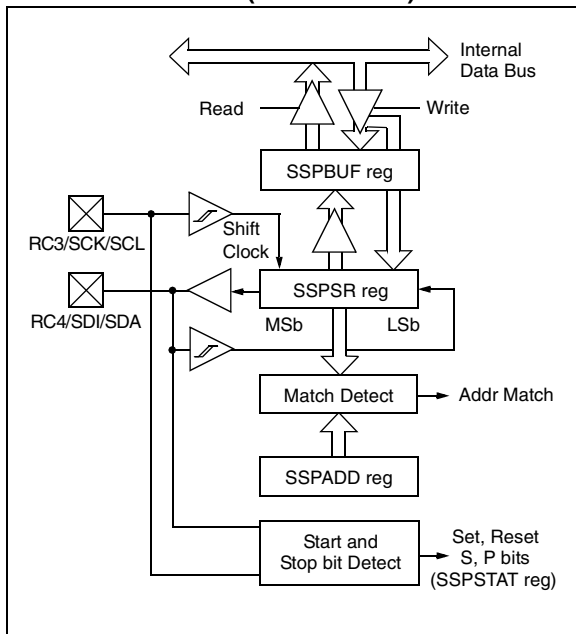 Internal
Data Bus
Read
Write
SSPBUF reg
RC3/SCK/SCL
Shift
Clock
SSPSR reg
RC4/SDI/SDA
MSb
LSb
Match Detect
Addr Match
SSPADD reg
Start and
Stop bit Detect
Set, Reset
S, P bits
(SSPSTAT reg)